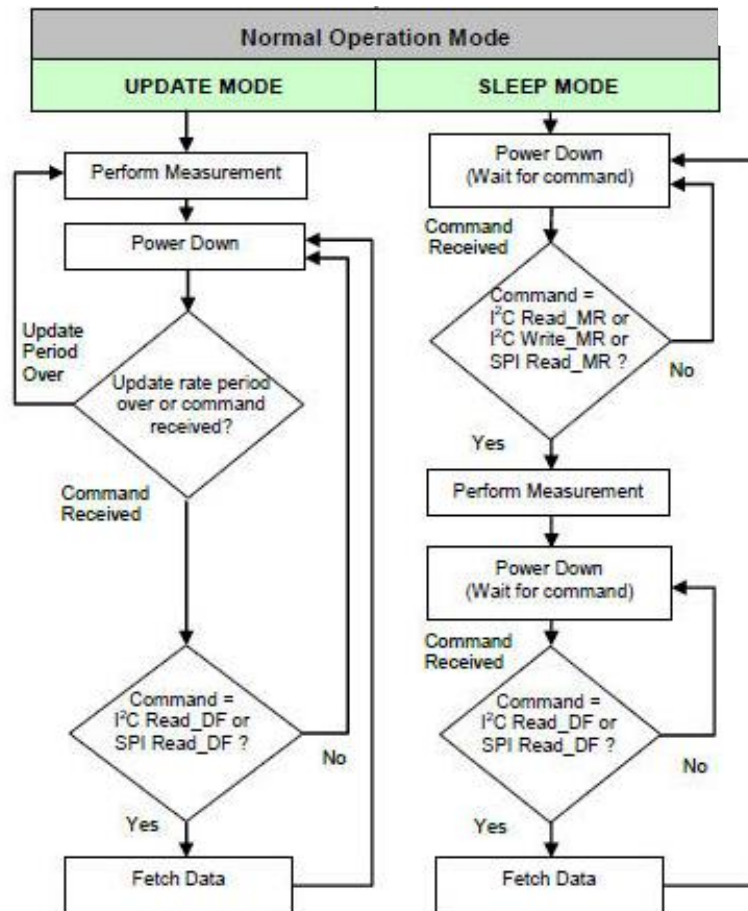 Normal Operation Mode
UPDATE MODE
SLEEP MODE
Perform Measurement
Power Down
Update
Period
Over
Update rate period
over or command
received?
Command
Received
Command =
I²C Read_DF or
SPI Read_DF ?
No
Yes
Fetch Data
Power Down
(Wait for command)
Command
Received
Command =
I²C Read_MR or
I²C Write_MR or
SPI Read_MR ?
No
Yes
Perform Measurement
Power Down
(Wait for command)
Command
Received
Command =
I²C Read_DF or
SPI Read_DF ?
No
Yes
Fetch Data